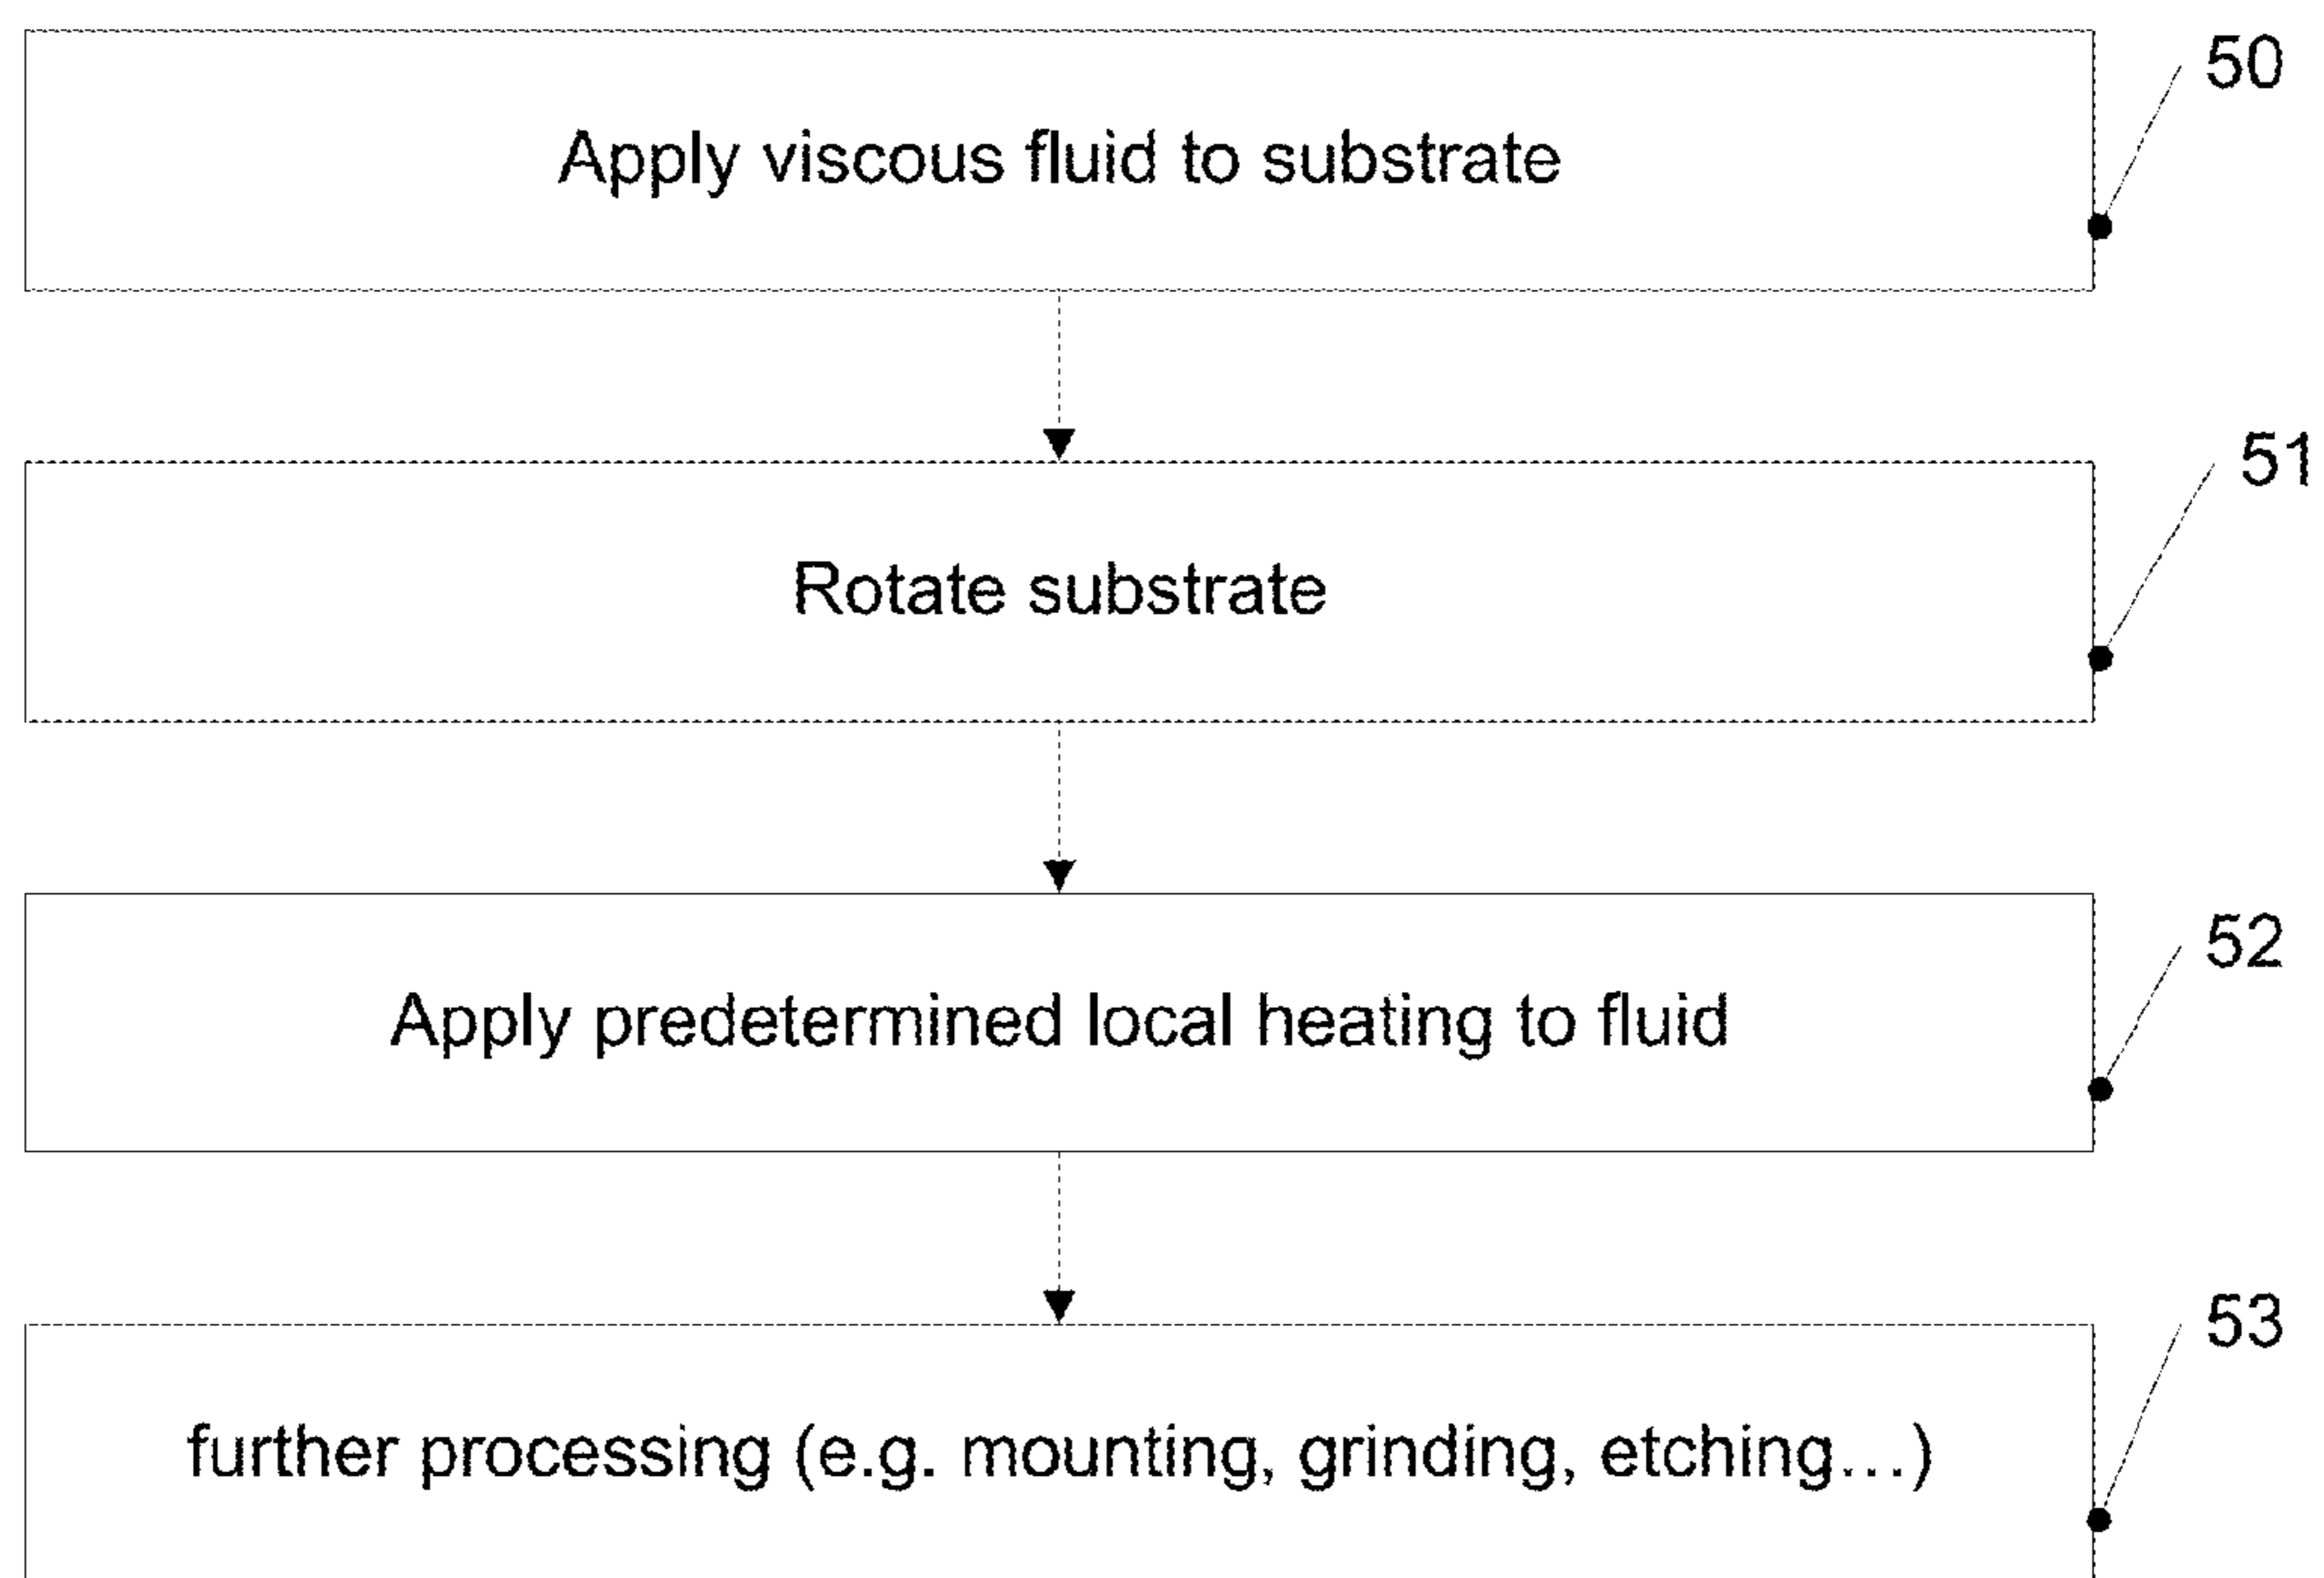 50
Apply viscous fluid to substrate
51
Rotate substrate
52
Apply predetermined local heating to fluid
53
further processing (e.g. mounting, grinding, etching…)